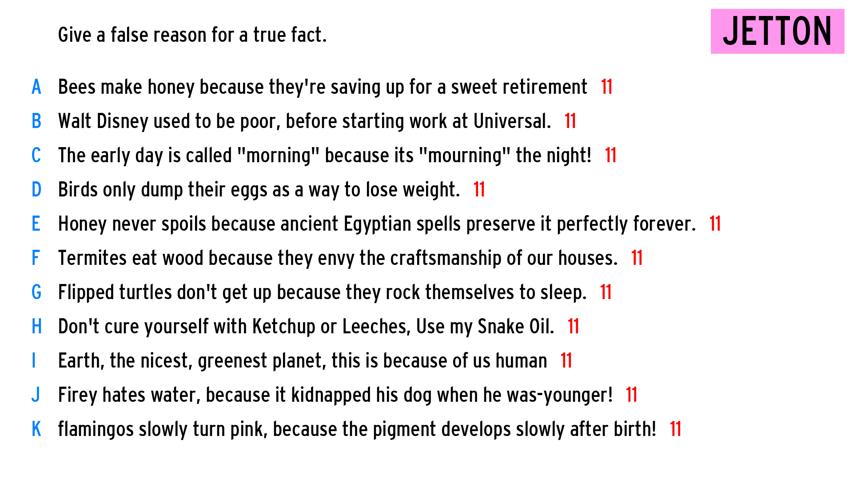 Give a false reason for a true fact.
JETTON
A Bees make honey because they're saving up for a sweet retirement 11
B Walt Disney used to be poor, before starting work at Universal. 11
C The early day is called "morning" because its "mourning" the night! 11
D Birds only dump their eggs as a way to lose weight. 11
E Honey never spoils because ancient Egyptian spells preserve it perfectly forever. 11
F Termites eat wood because they envy the craftsmanship of our houses. 11
G Flipped turtles don't get up because they rock themselves to sleep. 11
H Don't cure yourself with Ketchup or Leeches, Use my Snake Oil. 11
I Earth, the nicest, greenest planet, this is because of us human 11
J Firey hates water, because it kidnapped his dog when he was-younger! 11
K flamingos slowly turn pink, because the pigment develops slowly after birth! 11